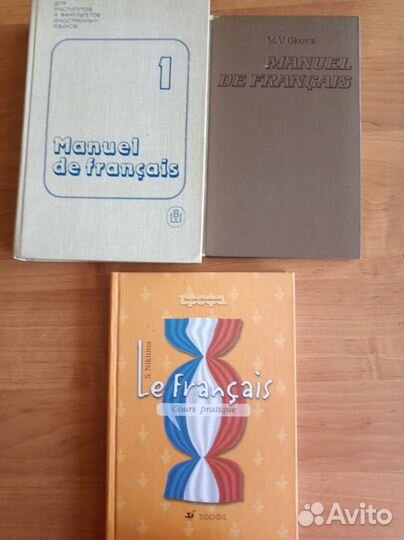 ДЛЯ
ИНСТИТУТОВ
И ФАКУЛЬТЕТОВ
ИНОСТРАННЫХ
ЯЗЫКОВ
1
Manuel
de français
M.V. Okova
MANUEL
DE FRANÇAIS
S. Nikitina
Le français
Cours pratique
дрофа
Avito